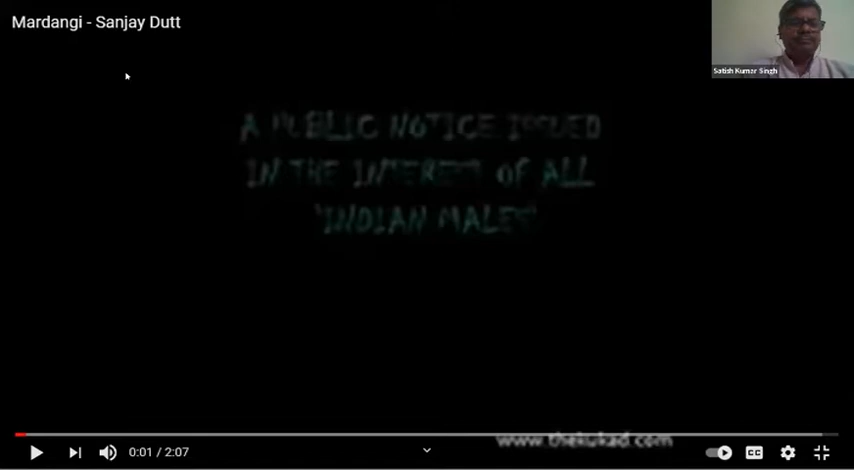 Mardangi - Sanjay Dutt
Satish Kumar Singh
A PUBLIC NOTICE ISSUED
IN THE INTEREST OF ALL
'INDIAN MALES'
www.thekukad.com
0:01 / 2:07
CC